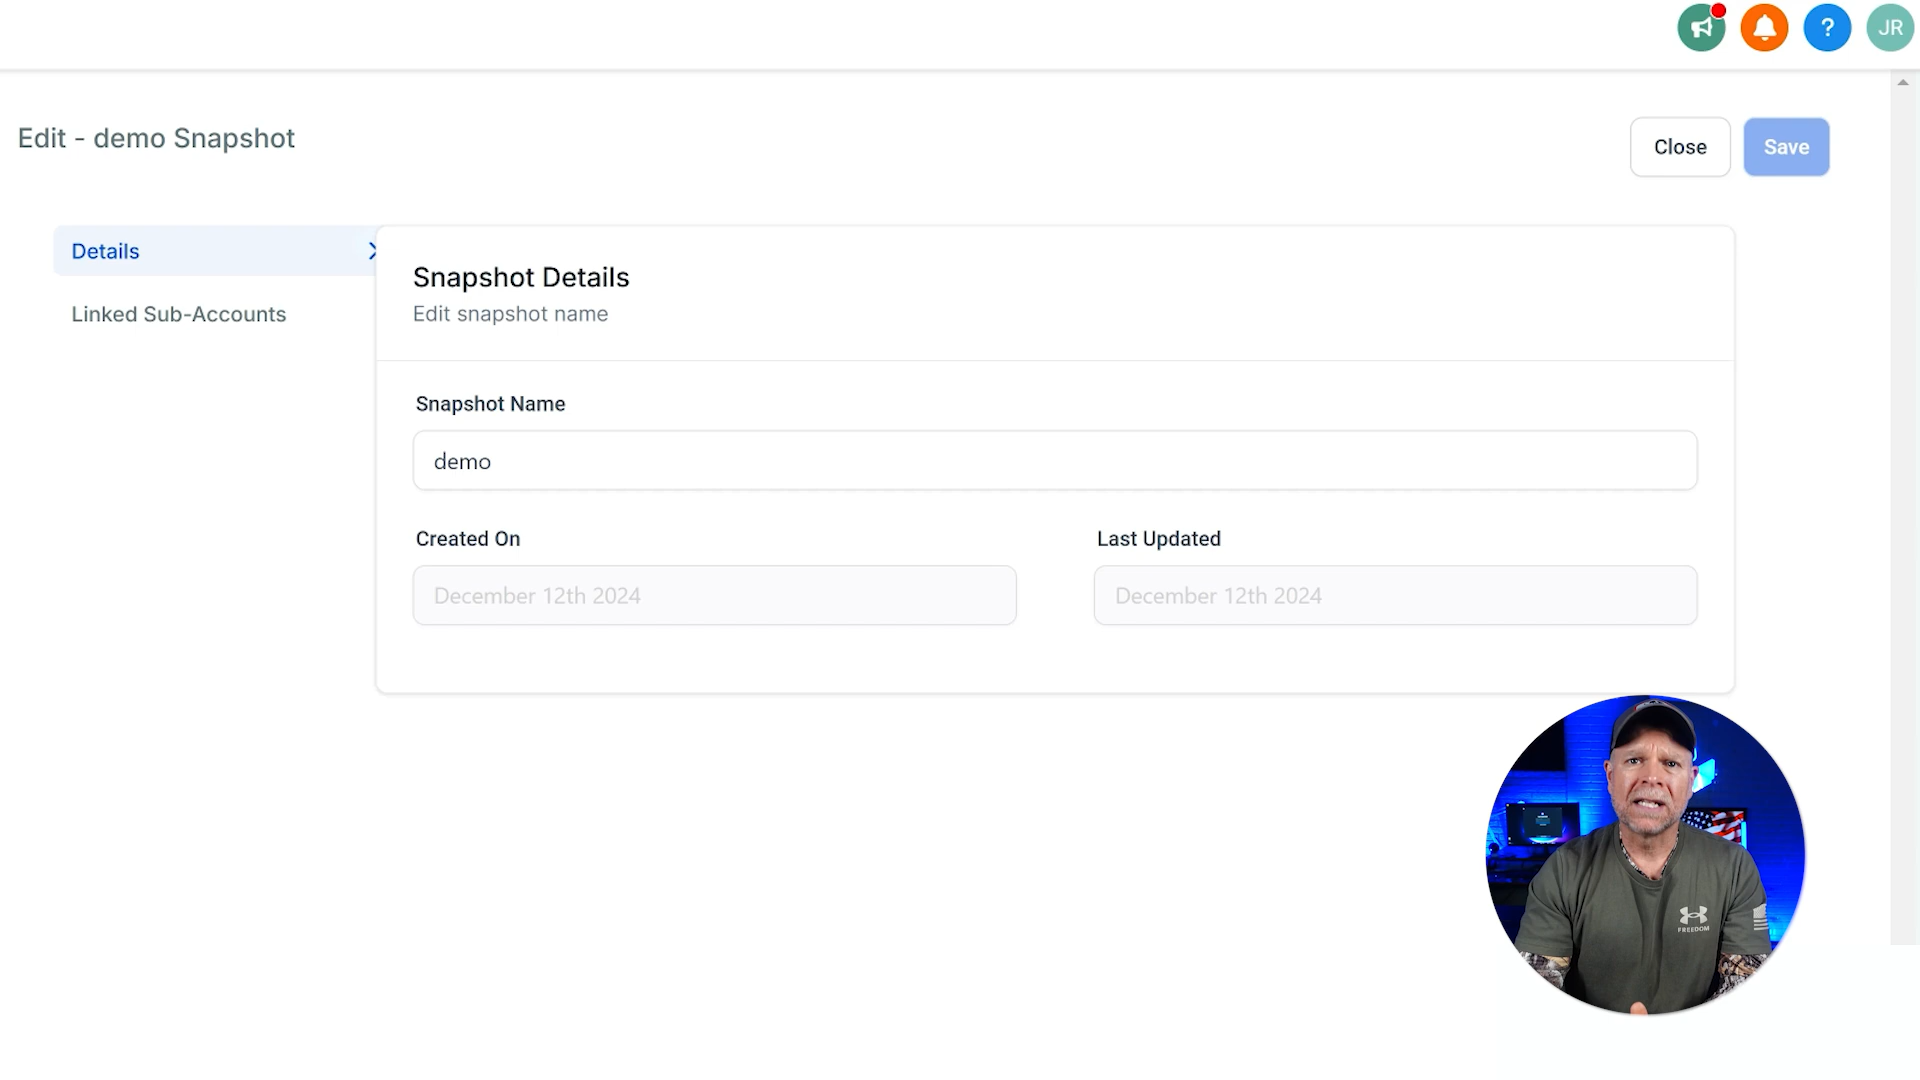 ? JR
Edit - demo Snapshot
Close
Save
Details
Linked Sub-Accounts
Snapshot Details
Edit snapshot name
Snapshot Name
demo
Created On
Last Updated
December 12th 2024
December 12th 2024
FREEDOM